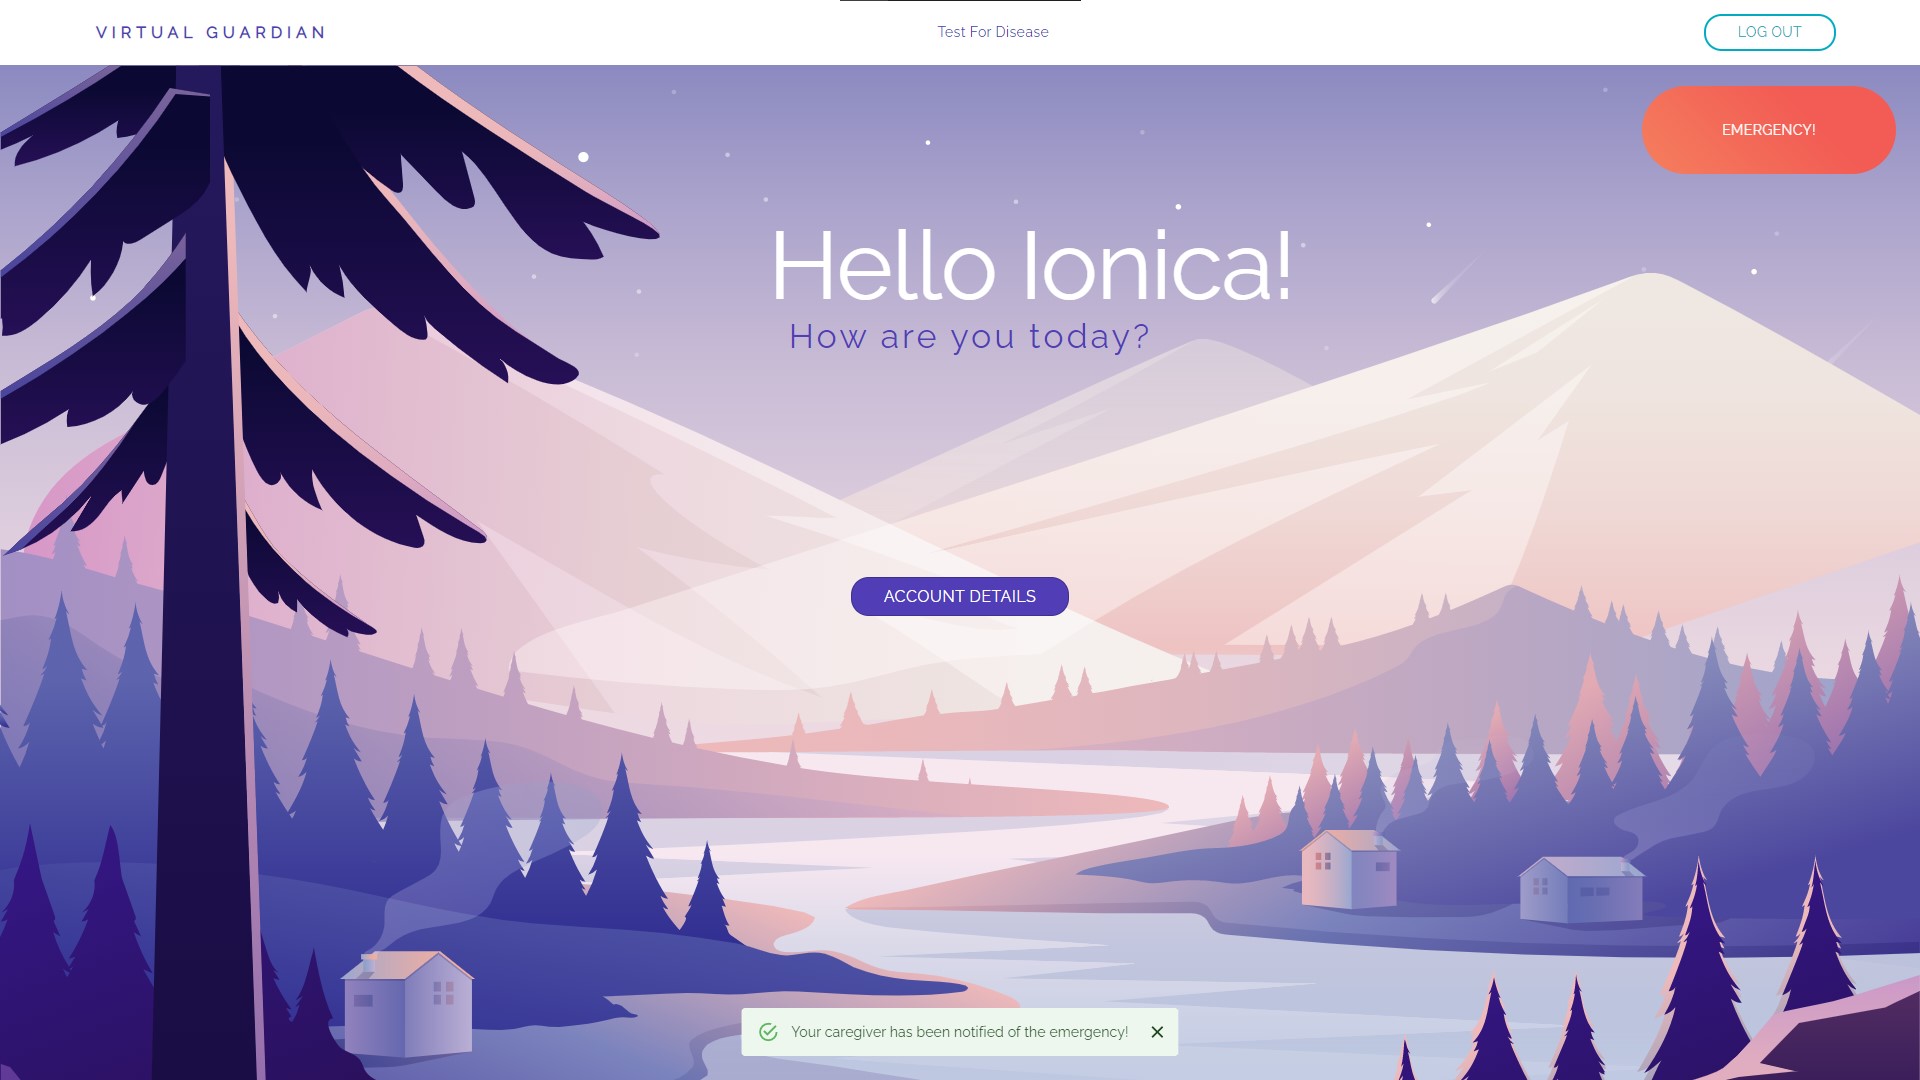 VIRTUAL GUARDIAN
Test For Disease
LOG OUT
EMERGENCY!
Hello Ionica!
How are you today?
ACCOUNT DETAILS
Your caregiver has been notified of the emergency!